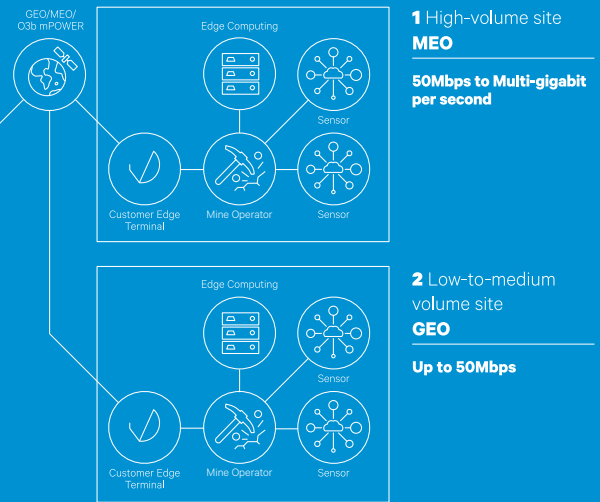 GEO/MEO/
O3b mPOWER
Edge Computing
Sensor
Customer Edge
Terminal
Mine Operator
Sensor
1 High-volume site
MEO
50Mbps to Multi-gigabit
per second
Edge Computing
Sensor
Customer Edge
Terminal
Mine Operator
Sensor
2 Low-to-medium
volume site
GEO
Up to 50Mbps